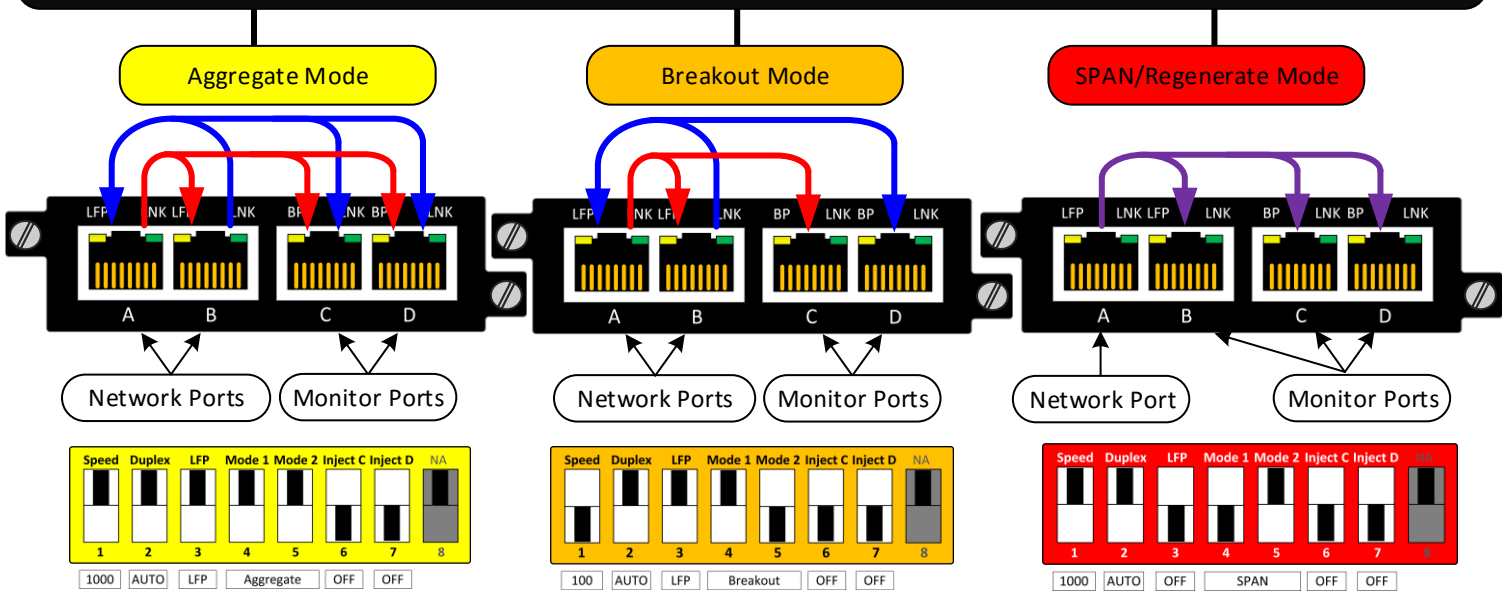 Aggregate Mode
Breakout Mode
SPAN/Regenerate Mode
LFP LNK LFP LNK BP LNK BP LNK
LFP LNK LFP LNK BP LNK BP LNK
LFP LNK LFP LNK BP LNK BP LNK
A B C D
A B C D
A B C D
Network Ports
Monitor Ports
Network Ports
Monitor Ports
Network Port
Monitor Ports
Speed Duplex LFP Mode 1 Mode 2 Inject C Inject D NA
1 2 3 4 5 6 7 8
1000 AUTO LFP Aggregate OFF OFF
Speed Duplex LFP Mode 1 Mode 2 Inject C Inject D NA
1 2 3 4 5 6 7 8
100 AUTO LFP Breakout OFF OFF
Speed Duplex LFP Mode 1 Mode 2 Inject C Inject D NA
1 2 3 4 5 6 7 8
1000 AUTO OFF SPAN OFF OFF